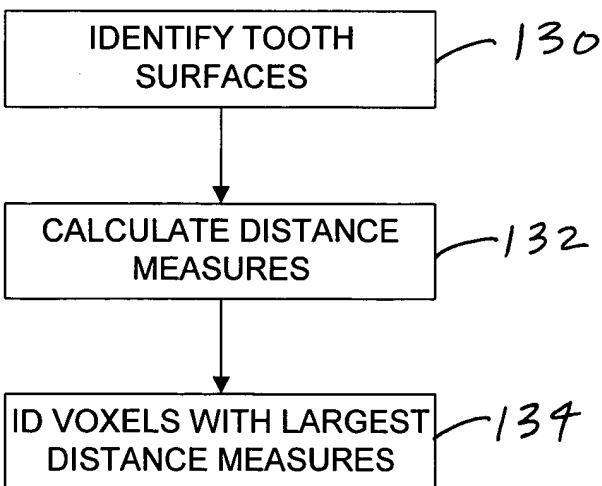 IDENTIFY TOOTH
SURFACES
130
CALCULATE DISTANCE
MEASURES
132
ID VOXELS WITH LARGEST
DISTANCE MEASURES
134